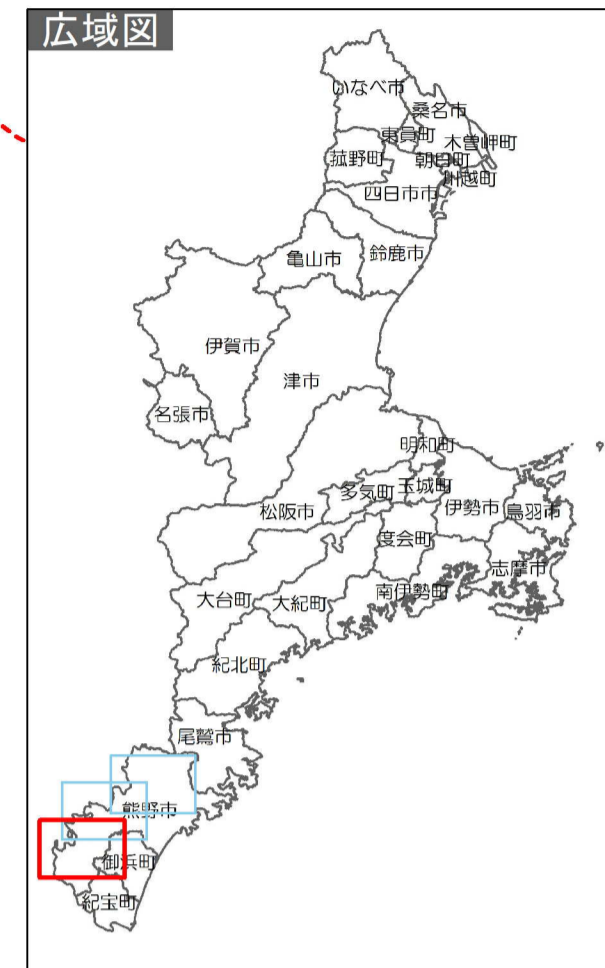 広域図
いなべ市
桑名市
東員町
木曽岬町
菰野町
朝日町
川越町
四日市市
亀山市
鈴鹿市
伊賀市
津市
名張市
明和町
多気町
玉城町
松阪市
伊勢市
鳥羽市
度会町
志摩市
大台町
大紀町
南伊勢町
紀北町
尾鷲市
熊野市
御浜町
紀宝町